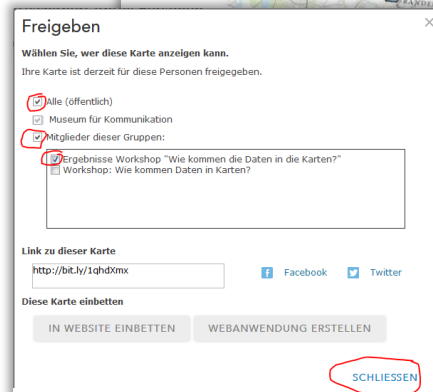 Freigeben
Wählen Sie, wer diese Karte anzeigen kann.
Ihre Karte ist derzeit für diese Personen freigegeben.
Alle (öffentlich)
Museum für Kommunikation
Mitglieder dieser Gruppen:
Ergebnisse Workshop "Wie kommen die Daten in die Karten?"
Workshop: Wie kommen Daten in Karten?
Link zu dieser Karte
http://bit.ly/1qhdXmx Facebook Twitter
Diese Karte einbetten
IN WEBSITE EINBETTEN WEBANWENDUNG ERSTELLEN
SCHLIESSEN